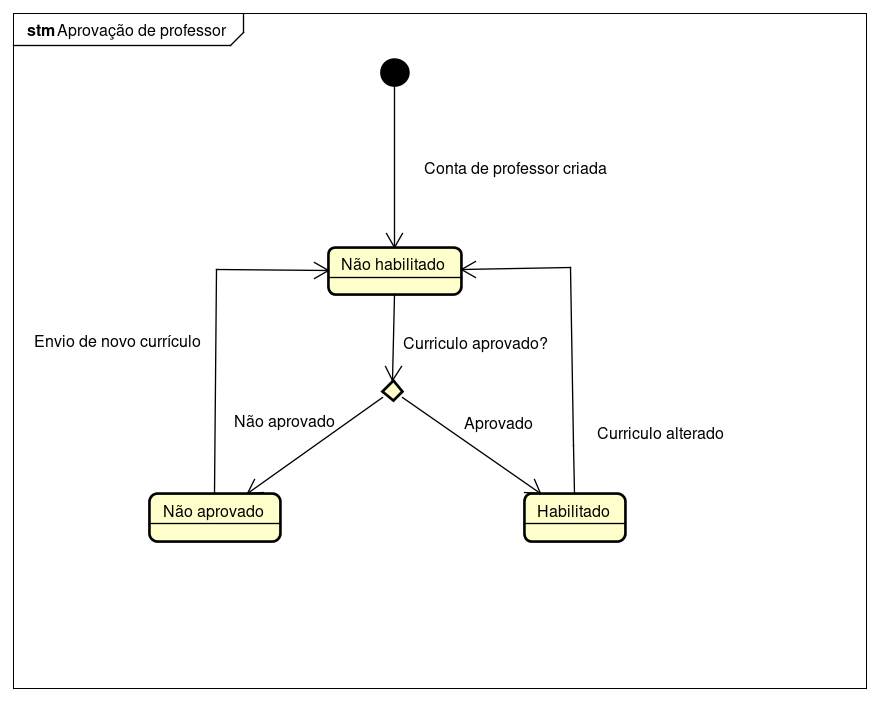 stm Aprovação de professor
Conta de professor criada
Não habilitado
Envio de novo currículo
Curriculo aprovado?
Não aprovado
Aprovado
Curriculo alterado
Não aprovado
Habilitado